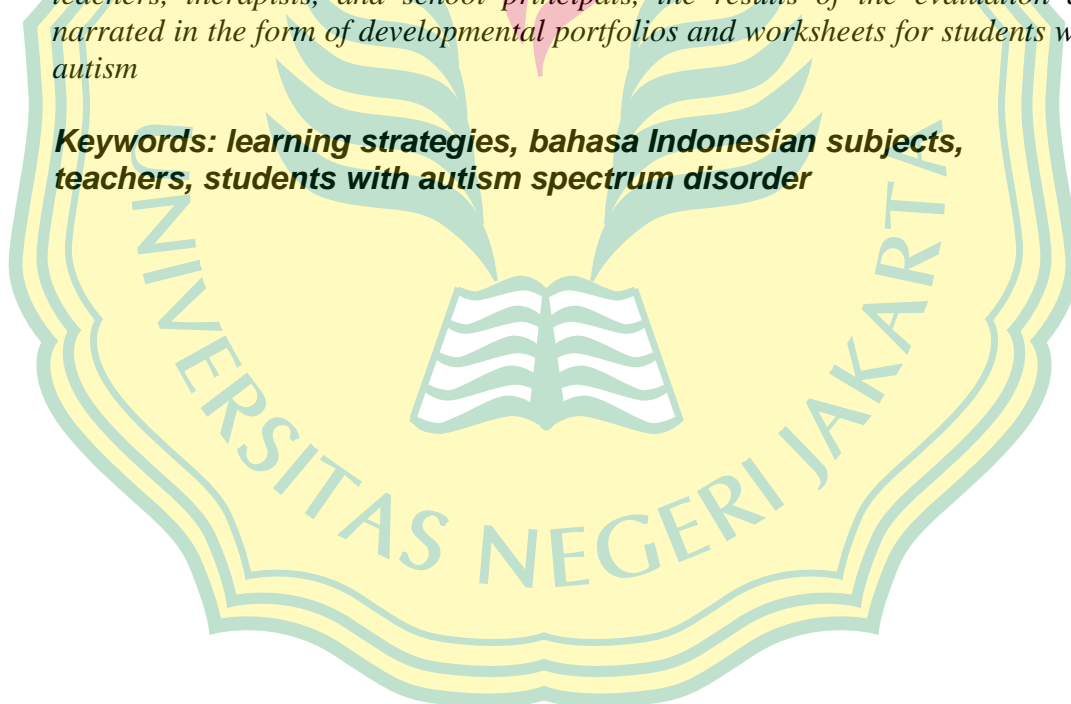 teachers, therapists, and school principals, the results of the evaluation
narrated in the form of developmental portfolios and worksheets for students
autism
Keywords: learning strategies, bahasa Indonesian subjects,
teachers, students with autism spectrum disorder
UNIVERSITAS NEGERI JAKARTA